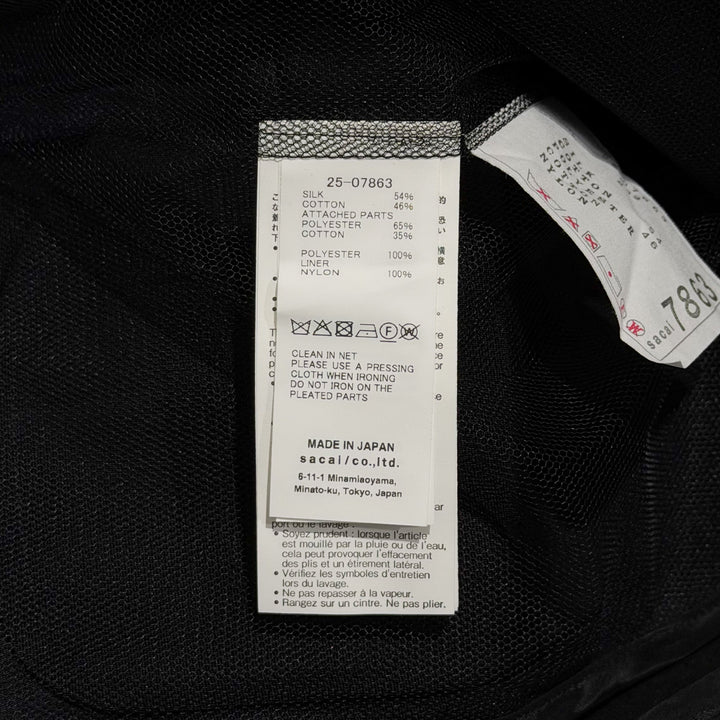 25-07863
SILK 54%
COTTON 46%
ATTACHED PARTS
POLYESTER 65%
COTTON 35%
POLYESTER 100%
LINER
NYLON 100%
CLEAN IN NET
PLEASE USE A PRESSING
CLOTH WHEN IRONING
DO NOT IRON ON THE
PLEATED PARTS
MADE IN JAPAN
sacai/co.,ltd.
6-11-1 Minamiaoyama,
Minato-ku, Tokyo, Japan
port ou le lavage.
• Soyez prudent : lorsque l'article
est mouillé par la pluie ou de l'eau,
cela peut provoquer l'effacement
des plis et un étirement latéral.
• Vérifiez les symboles d'entretien
lors du lavage.
• Ne pas repasser à la vapeur.
• Rangez sur un cintre. Ne pas plier.
sacai 7863